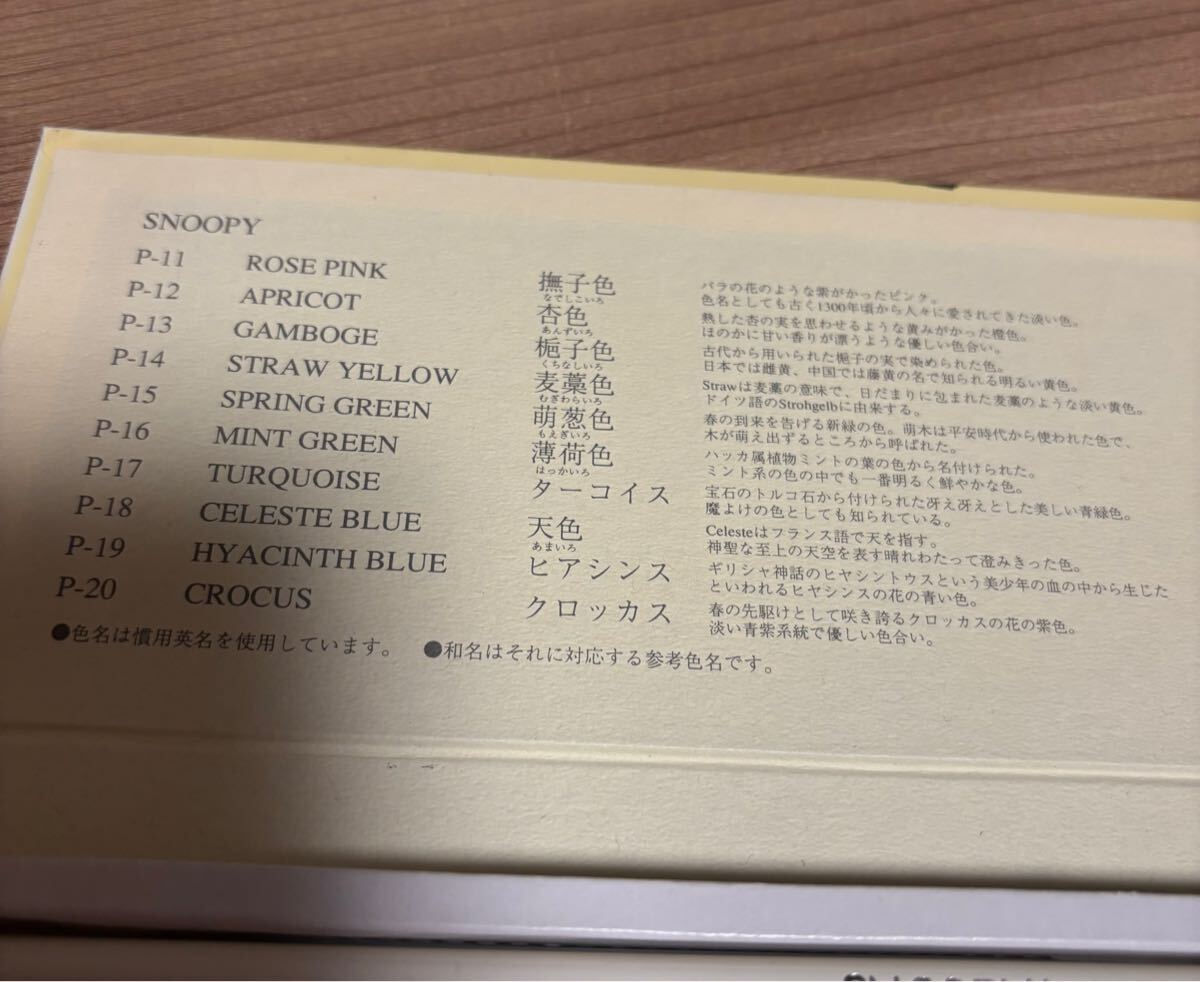 SNOOPY
P-11 ROSE PINK 撫子色 バラの花のような紫がかったピンク。
なでしこいろ 色名としても古く1300年頃から人々に愛されてきた淡い色。
P-12 APRICOT 杏色 熟した杏の実を思わせるような黄みがかった橙色。
あんずいろ ほのかに甘い香りが漂うような優しい色合い。
P-13 GAMBOGE 梔子色 古代から用いられた梔子の実で染められた色。
くちなしいろ 日本では雌黄、中国では藤黄の名で知られる明るい黄色。
P-14 STRAW YELLOW 麦藁色 Strawは麦藁の意味で、日だまりに包まれた麦藁のような淡い黄色。
むぎわらいろ ドイツ語のStrohgelbに由来する。
P-15 SPRING GREEN 萌葱色 春の到来を告げる新緑の色。萌木は平安時代から使われた色で、
もえぎいろ 木が萌え出ずるところから呼ばれた。
P-16 MINT GREEN 薄荷色 ハッカ属植物ミントの葉の色から名付けられた。
はっかいろ ミント系の色の中でも一番明るく鮮やかな色。
P-17 TURQUOISE ターコイス 宝石のトルコ石から付けられた冴え冴えとした美しい青緑色。
魔よけの色としても知られている。
P-18 CELESTE BLUE 天色 Celesteはフランス語で天を指す。
あまいろ 神聖な至上の天空を表す晴れわたって澄みきった色。
P-19 HYACINTH BLUE ヒアシンス ギリシャ神話のヒヤシントウスという美少年の血の中から生じた
といわれるヒヤシンスの花の青い色。
P-20 CROCUS クロッカス 春の先駆けとして咲き誇るクロッカスの花の紫色。
淡い青紫系統で優しい色合い。
●色名は慣用英名を使用しています。 ●和名はそれに対応する参考色名です。